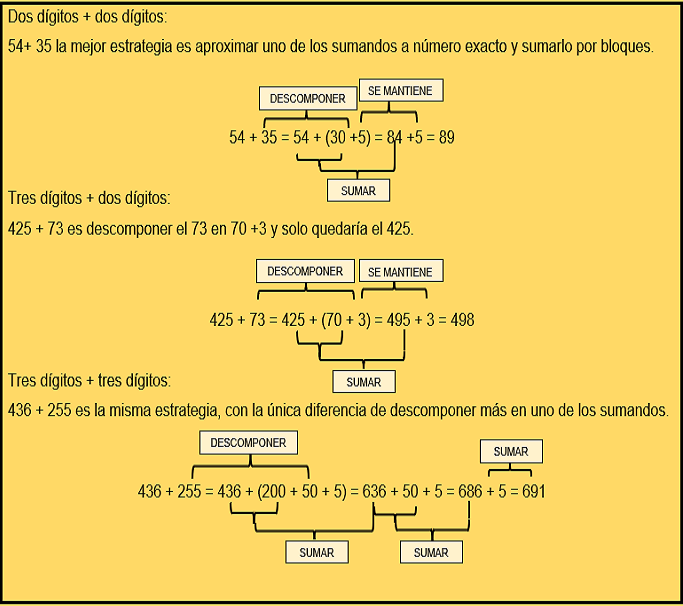 Dos dígitos + dos dígitos:
54+ 35 la mejor estrategia es aproximar uno de los sumandos a número exacto y sumarlo por bloques.
DESCOMPONER
SE MANTIENE
54 + 35 = 54 + (30 +5) = 84 +5 = 89
SUMAR
Tres dígitos + dos dígitos:
425 + 73 es descomponer el 73 en 70 +3 y solo quedaría el 425.
DESCOMPONER
SE MANTIENE
425 + 73 = 425 + (70 + 3) = 495 + 3 = 498
SUMAR
Tres dígitos + tres dígitos:
436 + 255 es la misma estrategia, con la única diferencia de descomponer más en uno de los sumandos.
DESCOMPONER
SUMAR
436 + 255 = 436 + (200 + 50 + 5) = 636 + 50 + 5 = 686 + 5 = 691
SUMAR
SUMAR